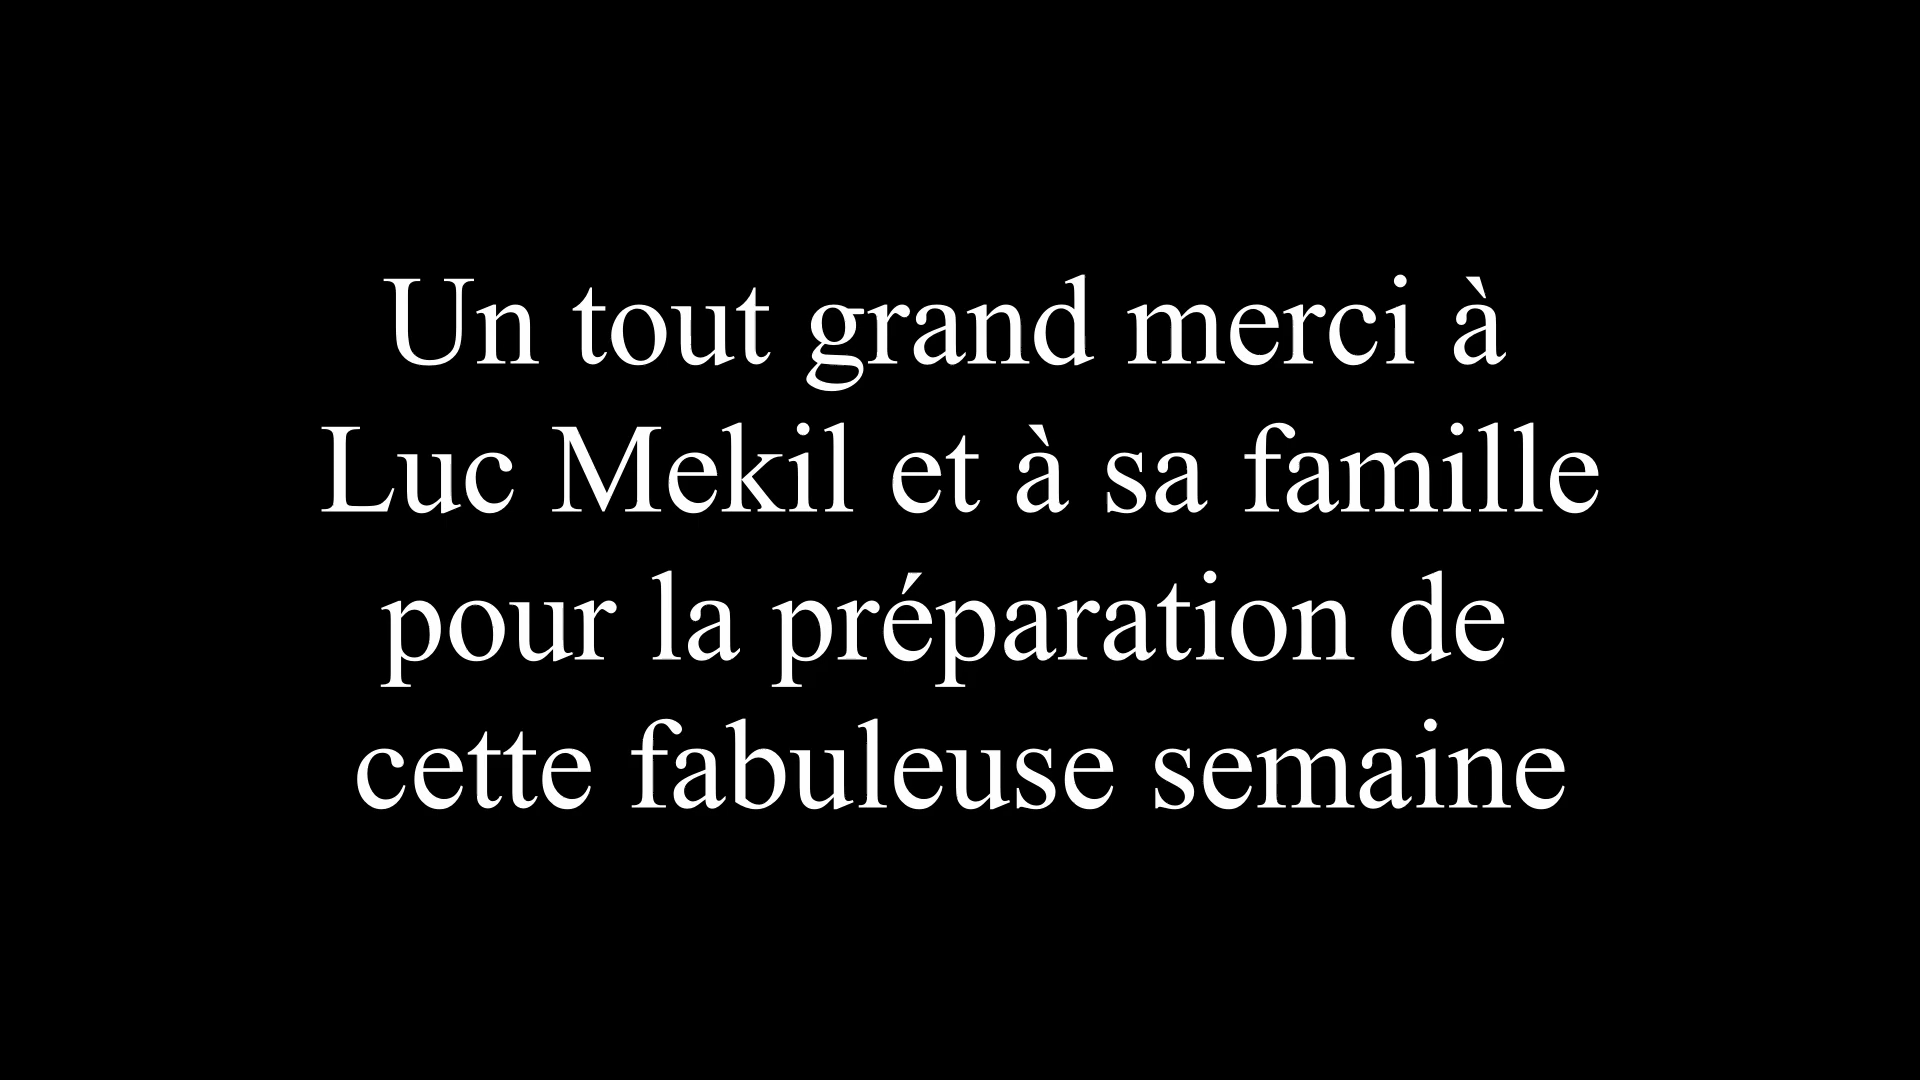 Un tout grand merci à
Luc Mekil et à sa famille
pour la préparation de
cette fabuleuse semaine